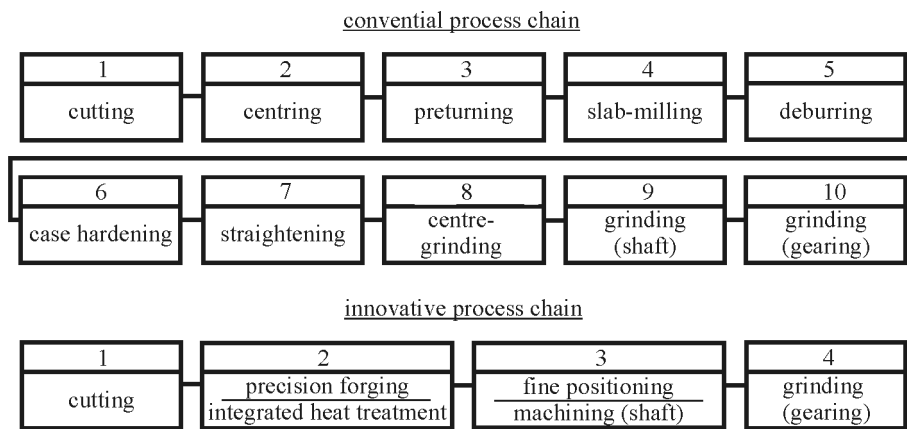 convential process chain
1 2 3 4 5
cutting centring preturning slab-milling deburring
6 7 8 9 10
case hardening straightening centre- grinding grinding
grinding (shaft) (gearing)
innovative process chain
1 2 3 4
cutting precision forging fine positioning grinding
integrated heat treatment machining (shaft) (gearing)